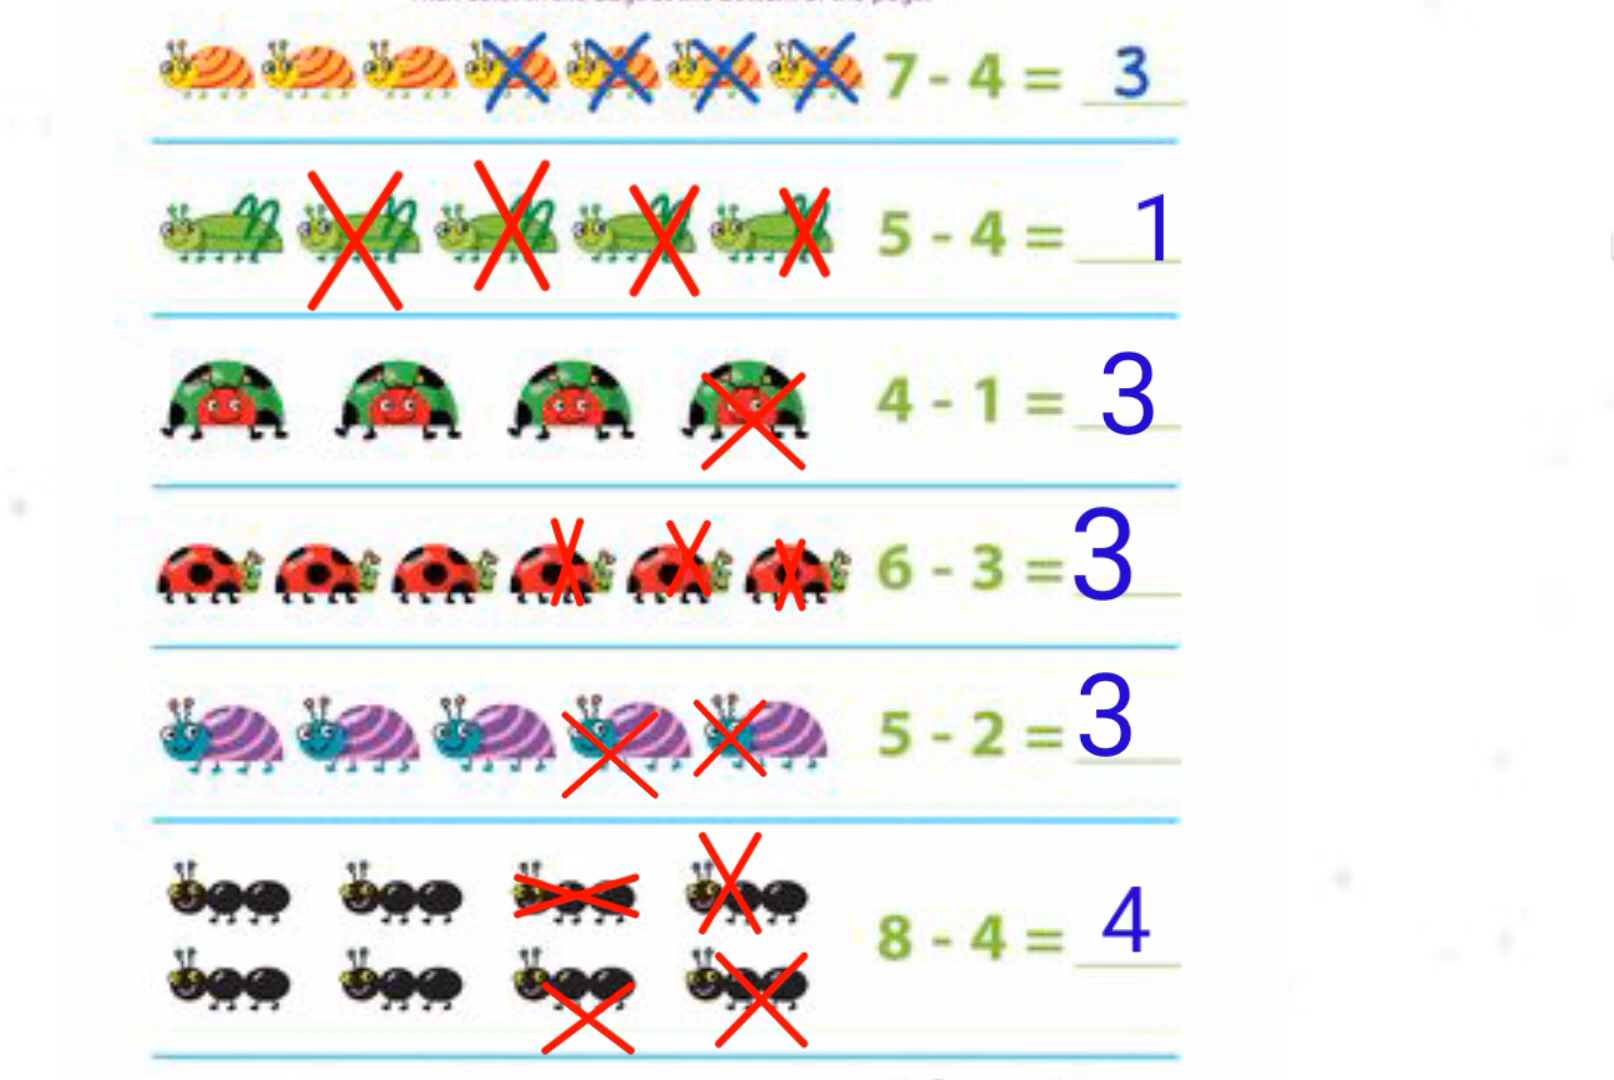 7 - 4 = 3
5 - 4 = 1
4 - 1 = 3
6 - 3 = 3
5 - 2 = 3
8 - 4 = 4